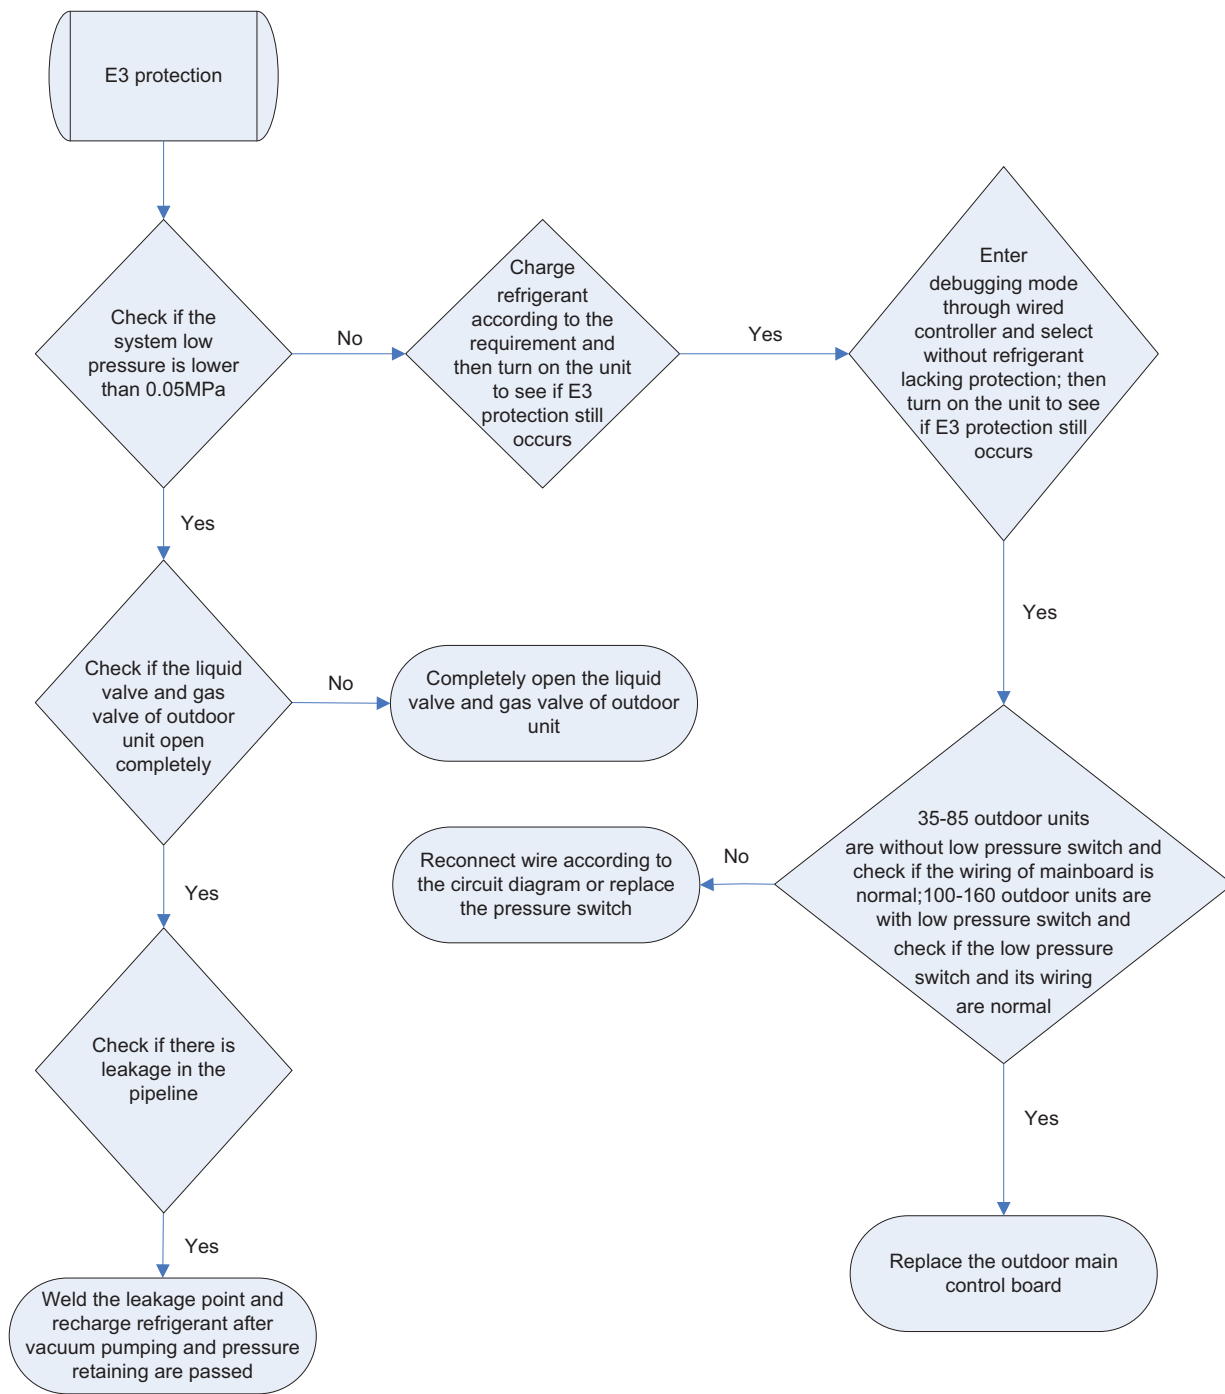 E3 protection
Check if the
system low
pressure is lower
than 0.05MPa
No
Charge
refrigerant
according to the
requirement and
then turn on the unit
to see if E3
protection still
occurs
Yes
Enter
debugging mode
through wired
controller and select
without refrigerant
lacking protection; then
turn on the unit to see
if E3 protection still
occurs
Yes
Yes
Check if the liquid
valve and gas
valve of outdoor
unit open
completely
No
Completely open the liquid
valve and gas valve of outdoor
unit
35-85 outdoor units
are without low pressure switch and
check if the wiring of mainboard is
normal;100-160 outdoor units are
with low pressure switch and
check if the low pressure
switch and its wiring
are normal
No
Reconnect wire according to
the circuit diagram or replace
the pressure switch
Yes
Check if there is
leakage in the
pipeline
Yes
Yes
Weld the leakage point and
recharge refrigerant after
vacuum pumping and pressure
retaining are passed
Replace the outdoor main
control board